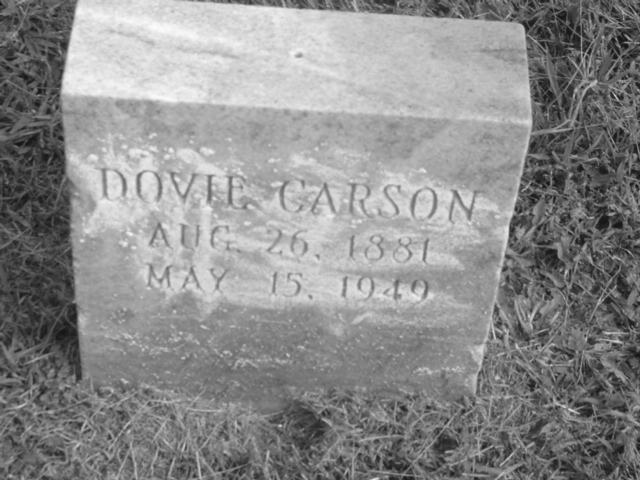 DOVIE CARSON
AUG. 26, 1881
MAY 15, 1949